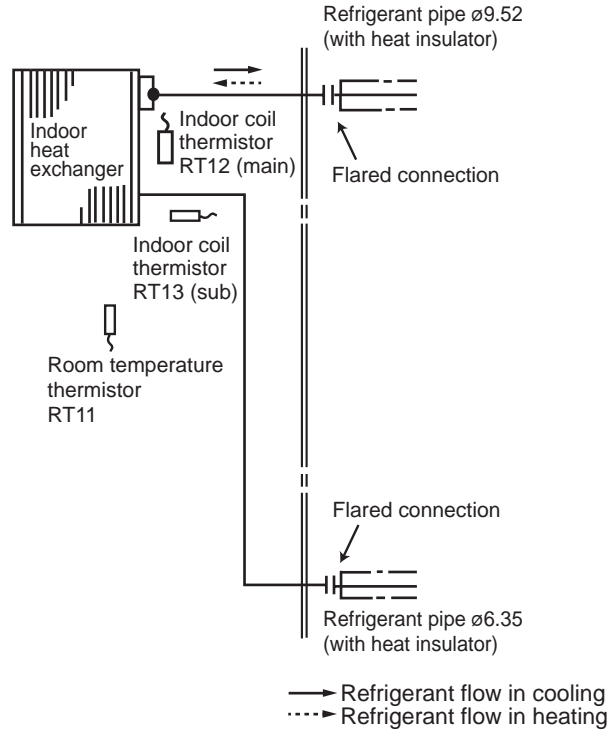 Refrigerant pipe ø9.52
(with heat insulator)
Indoor
heat
exchanger
Indoor coil
thermistor
RT12 (main)
Flared connection
Indoor coil
thermistor
RT13 (sub)
Room temperature
thermistor
RT11
Flared connection
Refrigerant pipe ø6.35
(with heat insulator)
Refrigerant flow in cooling
Refrigerant flow in heating